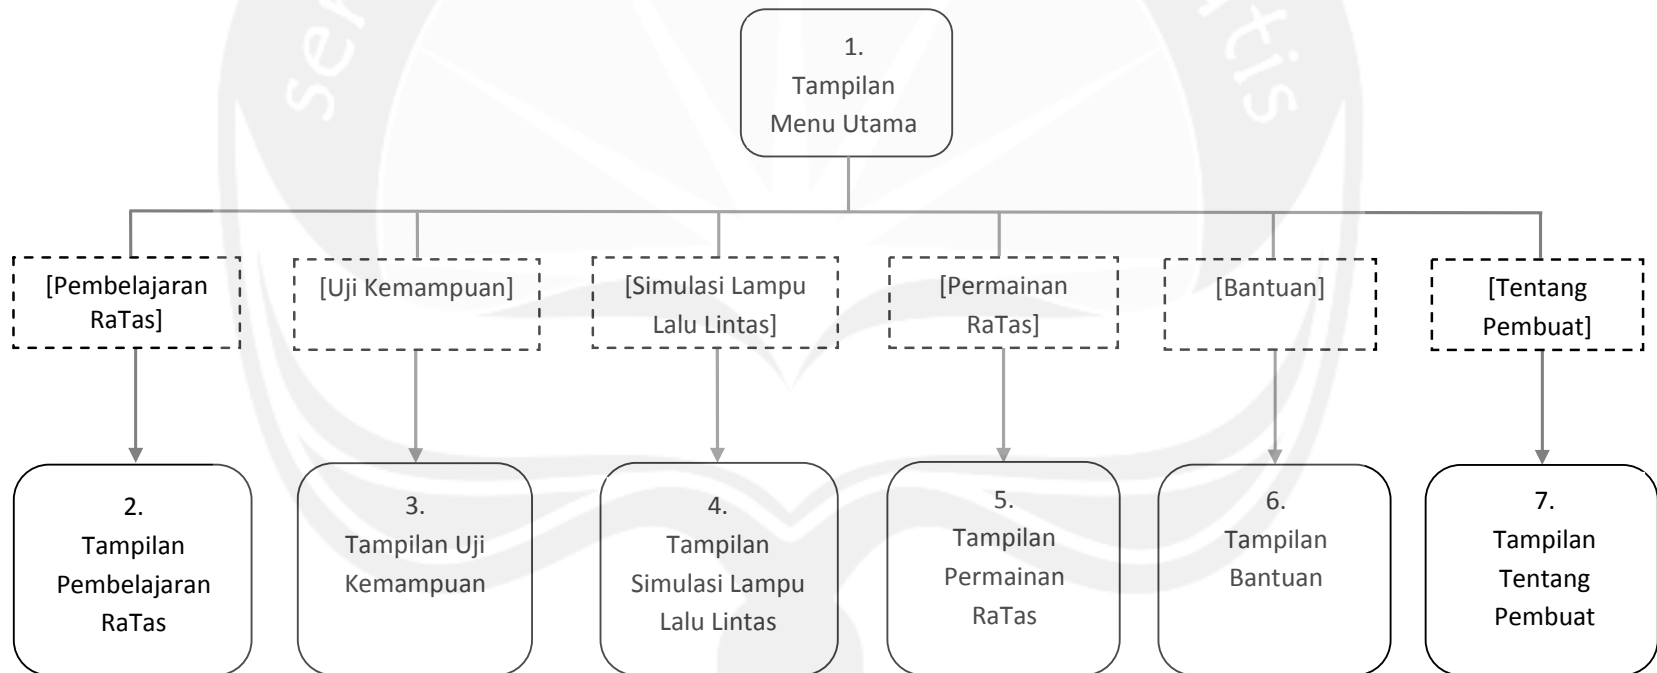 1.
Tampilan
Menu Utama
[Pembelajaran
RaTas]
[Uji Kemampuan]
[Simulasi Lampu
Lalu Lintas]
[Permainan
RaTas]
[Bantuan]
[Tentang
Pembuat]
2.
Tampilan
Pembelajaran
RaTas
3.
Tampilan Uji
Kemampuan
4.
Tampilan
Simulasi Lampu
Lalu Lintas
5.
Tampilan
Permainan
RaTas
6.
Tampilan
Bantuan
7.
Tampilan
Tentang
Pembuat